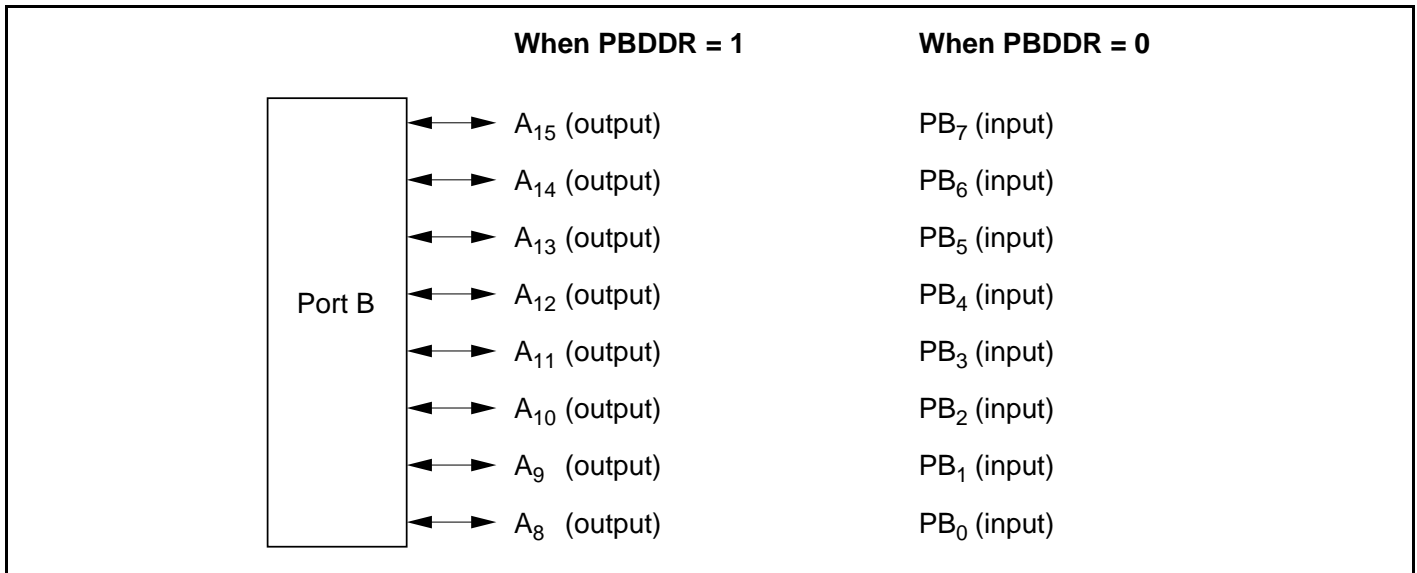 When PBDDR = 1 When PBDDR = 0
A15 (output) PB7 (input)
A14 (output) PB6 (input)
A13 (output) PB5 (input)
Port B A12 (output) PB4 (input)
A11 (output) PB3 (input)
A10 (output) PB2 (input)
A9 (output) PB1 (input)
A8 (output) PB0 (input)